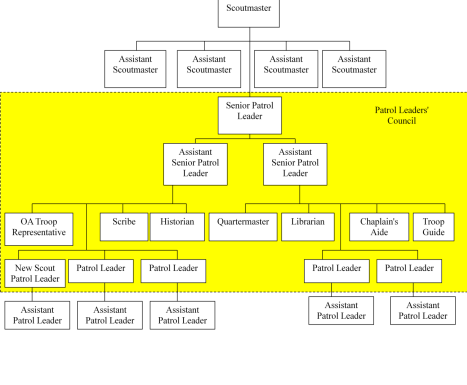 Scoutmaster
Assistant
Scoutmaster
Assistant
Scoutmaster
Assistant
Scoutmaster
Assistant
Scoutmaster
Senior Patrol
Leader
Patrol Leaders'
Council
Assistant
Senior Patrol
Leader
Assistant
Senior Patrol
Leader
OA Troop
Representative
Scribe
Historian
Quartermaster
Librarian
Chaplain's
Aide
Troop
Guide
New Scout
Patrol Leader
Patrol Leader
Patrol Leader
Patrol Leader
Patrol Leader
Assistant
Patrol Leader
Assistant
Patrol Leader
Assistant
Patrol Leader
Assistant
Patrol Leader
Assistant
Patrol Leader